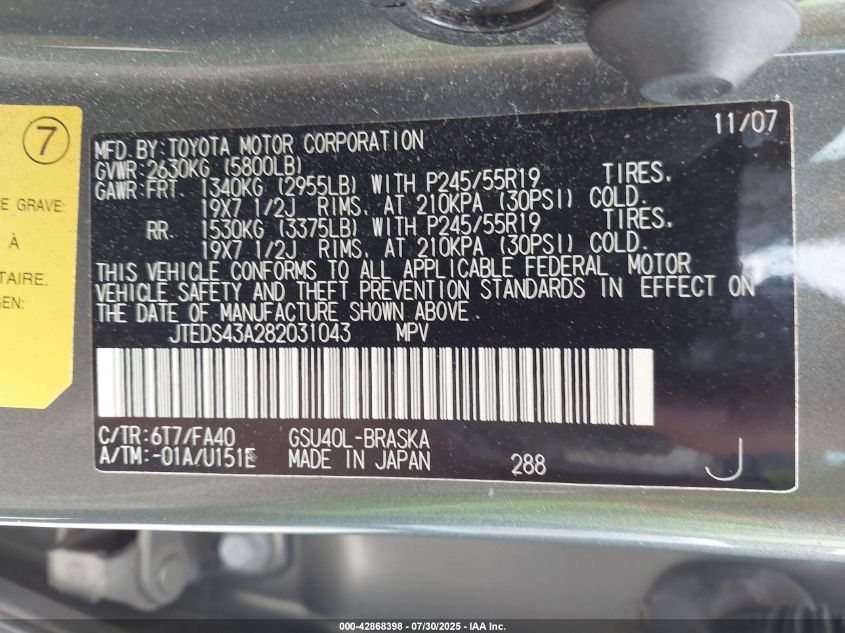 7
E GRAVE:
À
TAIRE.
GEN:
11/07
MFD. BY: TOYOTA MOTOR CORPORATION
GVWR: 2630KG (5800LB)
GAWR: FRT. 1340KG (2955LB) WITH P245/55R19 TIRES,
19X7 1/2J RIMS, AT 210KPA (30PSI) COLD.
RR. 1530KG (3375LB) WITH P245/55R19 TIRES,
19X7 1/2J RIMS, AT 210KPA (30PSI) COLD.
THIS VEHICLE CONFORMS TO ALL APPLICABLE FEDERAL MOTOR
VEHICLE SAFETY AND THEFT PREVENTION STANDARDS IN EFFECT ON
THE DATE OF MANUFACTURE SHOWN ABOVE.
JTEDS43A282031043 MPV
C/TR: 6T7/FA40 GSU40L-BRASKA
A/TM: -01A/U151E MADE IN JAPAN 288 J
000-42868398 - 07/30/2025 - IAA Inc.